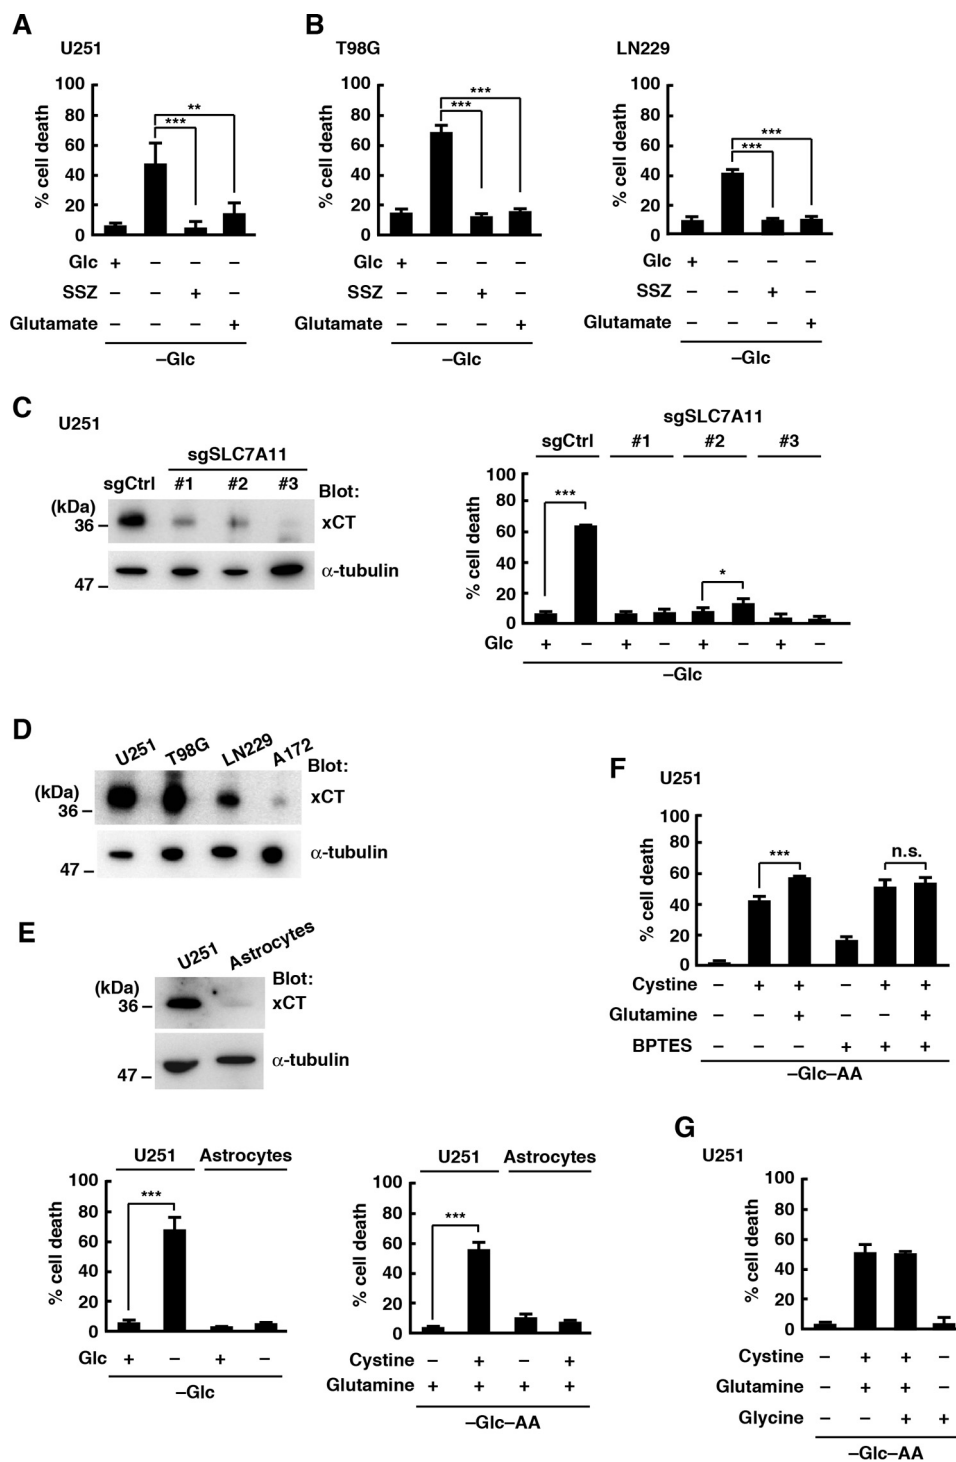 A
U251
% cell death
100
80
60
40
20
0
**
***
Glc + – – –
SSZ – – + –
Glutamate – – – +
–Glc
B
T98G
% cell death
100
80
60
40
20
0
***
***
Glc + – – –
SSZ – – + –
Glutamate – – – +
–Glc
LN229
% cell death
100
80
60
40
20
0
***
***
Glc + – – –
SSZ – – + –
Glutamate – – – +
–Glc
C
U251
sgSLC7A11
sgCtrl #1 #2 #3
Blot:
(kDa)
36 – xCT
α-tubulin
47 –
sgSLC7A11
sgCtrl #1 #2 #3
% cell death
100
80
60
40
20
0
***
*
Glc + – + – + – + –
–Glc
D
U251 T98G LN229 A172
Blot:
(kDa)
36 – xCT
α-tubulin
47 –
E
U251 Astrocytes
Blot:
(kDa)
36 – xCT
α-tubulin
47 –
U251 Astrocytes
% cell death
100
80
60
40
20
0
***
Glc + – + –
–Glc
U251 Astrocytes
% cell death
100
80
60
40
20
0
***
Cystine – + – +
Glutamine + + + +
–Glc–AA
F
U251
% cell death
100
80
60
40
20
0
***
n.s.
Cystine – + + – + +
Glutamine – – + – – +
BPTES – – – + + +
–Glc–AA
G
U251
% cell death
100
80
60
40
20
0
Cystine – + + –
Glutamine – + + –
Glycine – – + +
–Glc–AA